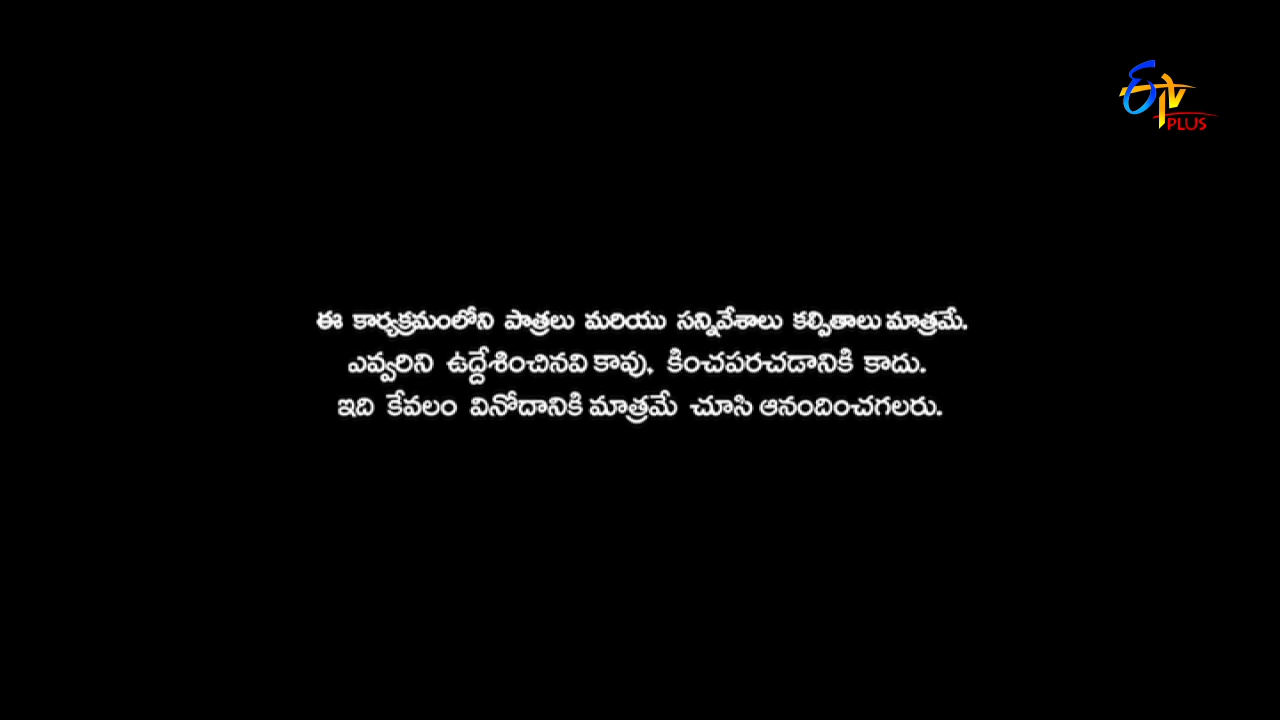 ETV
PLUS
ఈ కార్యక్రమంలోని పాత్రలు మరియు సన్నివేశాలు కల్పితాలు మాత్రమే.
ఎవ్వరిని ఉద్దేశించినవి కావు, కించపరచడానికి కాదు.
ఇది కేవలం వినోదానికి మాత్రమే చూసి ఆనందించగలరు.